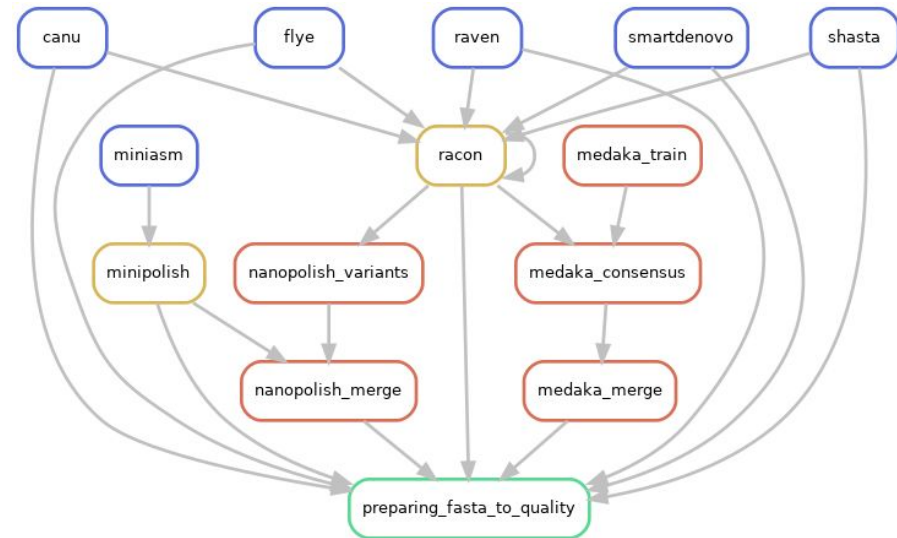 canu
flye
raven
smartdenovo
shasta
miniasm
racon
medaka_train
minipolish
nanopolish_variants
medaka_consensus
nanopolish_merge
medaka_merge
preparing_fasta_to_quality